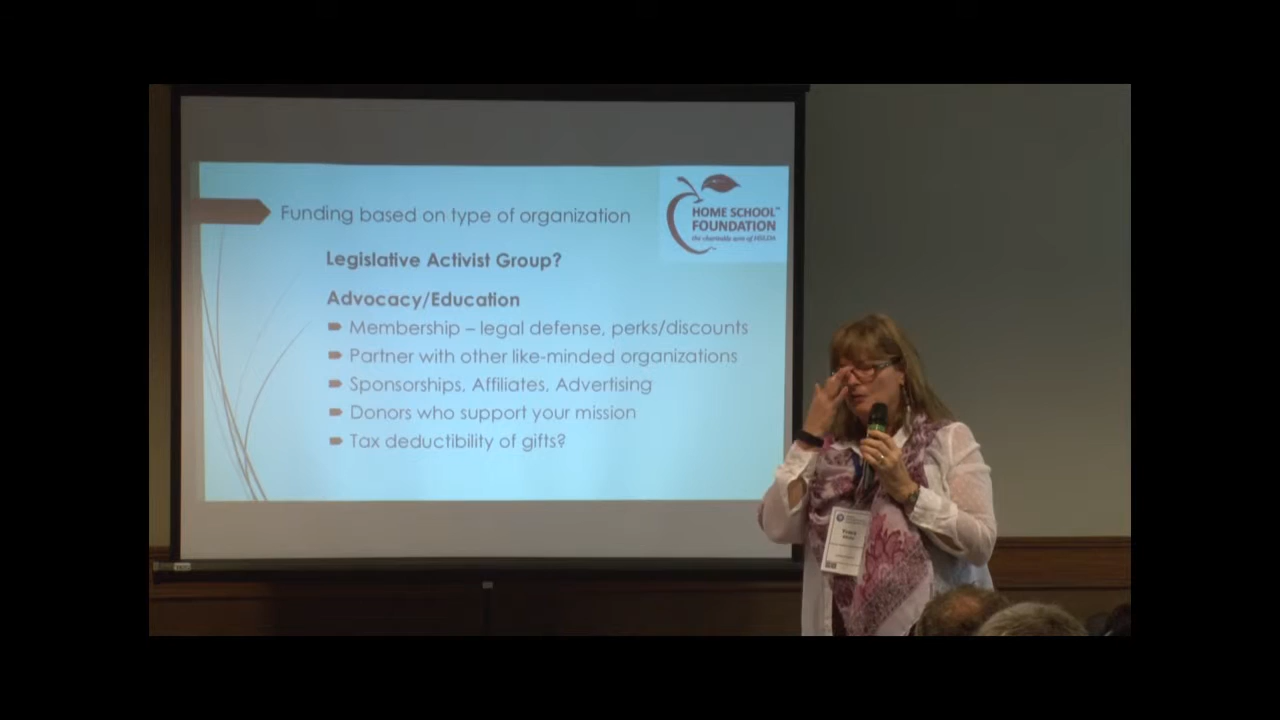 Funding based on type of organization
HOME SCHOOL™
FOUNDATION
the charitable arm of HSLDA
Legislative Activist Group?
Advocacy/Education
Membership – legal defense, perks/discounts
Partner with other like-minded organizations
Sponsorships, Affiliates, Advertising
Donors who support your mission
Tax deductibility of gifts?